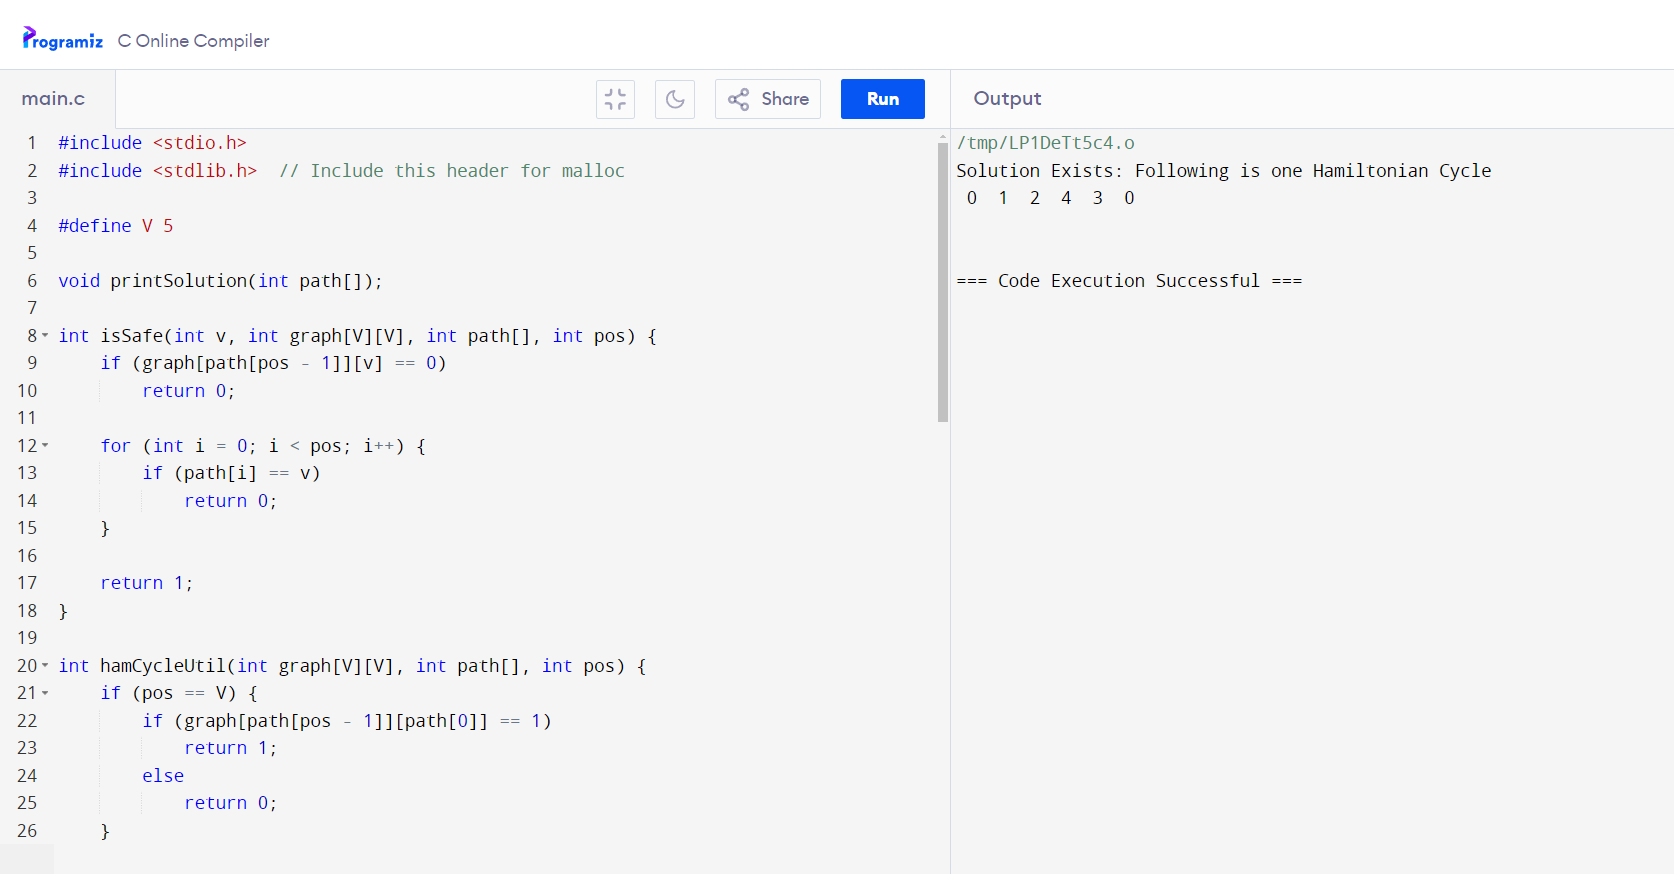 Programiz C Online Compiler
main.c
Share
Run
Output
1 #include <stdio.h>
2 #include <stdlib.h>  // Include this header for malloc
3
4 #define V 5
5
6 void printSolution(int path[]);
7
8 int isSafe(int v, int graph[V][V], int path[], int pos) {
9     if (graph[path[pos - 1]][v] == 0)
10         return 0;
11
12     for (int i = 0; i < pos; i++) {
13         if (path[i] == v)
14             return 0;
15     }
16
17     return 1;
18 }
19
20 int hamCycleUtil(int graph[V][V], int path[], int pos) {
21     if (pos == V) {
22         if (graph[path[pos - 1]][path[0]] == 1)
23             return 1;
24         else
25             return 0;
26     }
/tmp/LP1DeTt5c4.o
Solution Exists: Following is one Hamiltonian Cycle
 0  1  2  4  3  0
=== Code Execution Successful ===